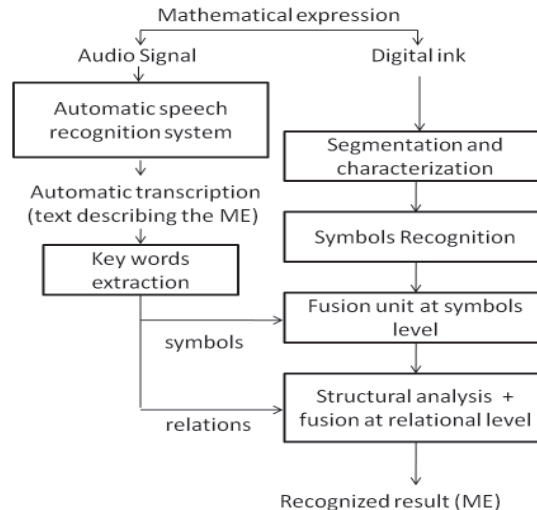 Mathematical expression
Audio Signal
Digital ink
Automatic speech
recognition system
Segmentation and
characterization
Automatic transcription
(text describing the ME)
Symbols Recognition
Key words
extraction
Fusion unit at symbols
level
symbols
Structural analysis +
fusion at relational level
relations
Recognized result (ME)